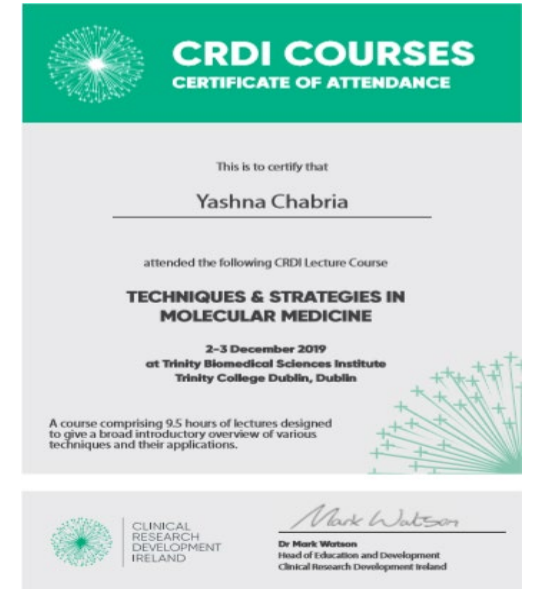 CRDI COURSES
CERTIFICATE OF ATTENDANCE
This is to certify that
Yashna Chabria
attended the following CRDI Lecture Course
TECHNIQUES & STRATEGIES IN
MOLECULAR MEDICINE
2-3 December 2019
at Trinity Biomedical Sciences Institute
Trinity College Dublin, Dublin
A course comprising 9.5 hours of lectures designed
to give a broad introductory overview of various
techniques and their applications.
CLINICAL
RESEARCH
DEVELOPMENT
IRELAND
Mark Watson
Dr Mark Watson
Head of Education and Development
Clinical Research Development Ireland